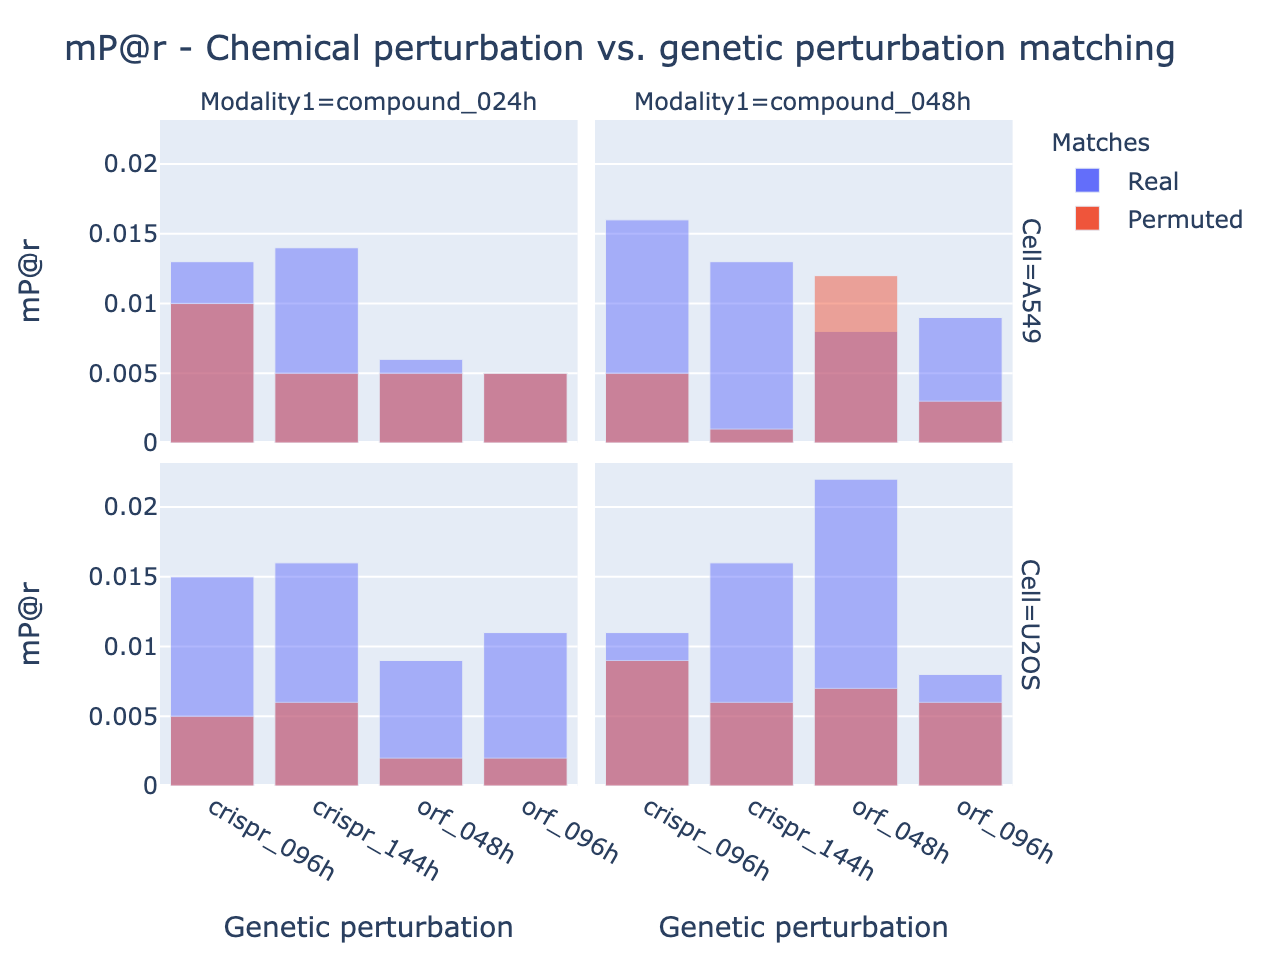 mP@r - Chemical perturbation vs. genetic perturbation matching
Modality1=compound_024h
Modality1=compound_048h
Matches
Real
Permuted
mP@r
0.02
0.015
0.01
0.005
0
Cell=A549
mP@r
0.02
0.015
0.01
0.005
0
Cell=U2OS
crispr_096h
crispr_144h
orf_048h
orf_096h
crispr_096h
crispr_144h
orf_048h
orf_096h
Genetic perturbation
Genetic perturbation